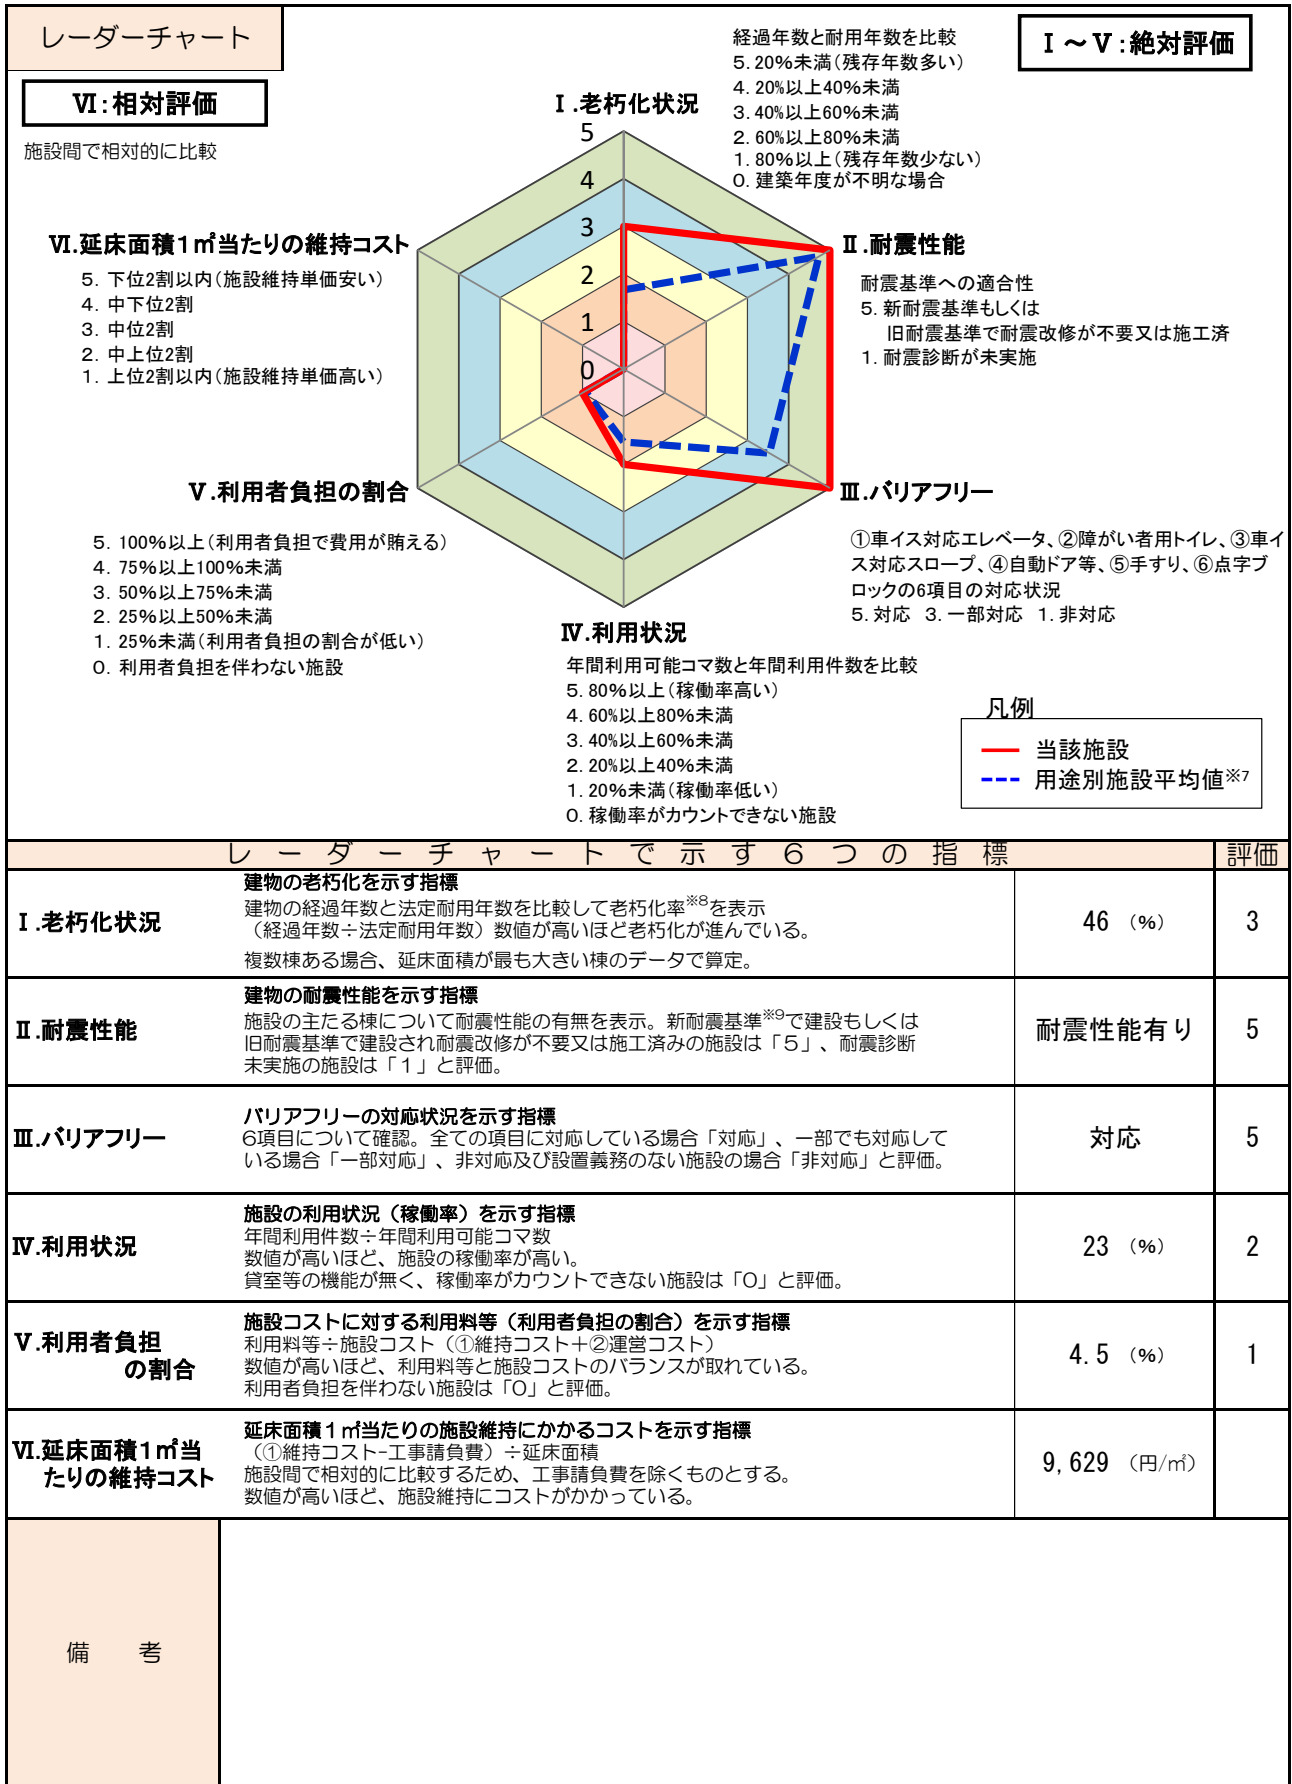 レーダーチャート
Ⅰ～Ⅴ:絶対評価
Ⅵ:相対評価
施設間で相対的に比較
経過年数と耐用年数を比較
5.20%未満(残存年数多い)
4.20%以上40%未満
3.40%以上60%未満
2.60%以上80%未満
1.80%以上(残存年数少ない)
0.建築年度が不明な場合
Ⅰ.老朽化状況
5
4
3
2
1
0
Ⅱ.耐震性能
耐震基準への適合性
5.新耐震基準もしくは
旧耐震基準で耐震改修が不要又は施工済
1.耐震診断が未実施
Ⅵ.延床面積1㎡当たりの維持コスト
5.下位2割以内(施設維持単価安い)
4.中下位2割
3.中位2割
2.中上位2割
1.上位2割以内(施設維持単価高い)
Ⅲ.バリアフリー
①車イス対応エレベータ、②障がい者用トイレ、③車イ
ス対応スロープ、④自動ドア等、⑤手すり、⑥点字ブ
ロックの6項目の対応状況
5.対応 3.一部対応 1.非対応
Ⅴ.利用者負担の割合
5.100%以上(利用者負担で費用が賄える)
4.75%以上100%未満
3.50%以上75%未満
2.25%以上50%未満
1.25%未満(利用者負担の割合が低い)
0.利用者負担を伴わない施設
Ⅳ.利用状況
年間利用可能コマ数と年間利用件数を比較
5.80%以上(稼働率高い)
4.60%以上80%未満
3.40%以上60%未満
2.20%以上40%未満
1.20%未満(稼働率低い)
0.稼働率がカウントできない施設
凡例
当該施設
用途別施設平均値※7
レーダーチャートで示す6つの指標 評価
Ⅰ.老朽化状況
建物の老朽化を示す指標
建物の経過年数と法定耐用年数を比較して老朽化率※8を表示
(経過年数÷法定耐用年数)数値が高いほど老朽化が進んでいる。
複数棟ある場合、延床面積が最も大きい棟のデータで算定。
46 (%) 3
Ⅱ.耐震性能
建物の耐震性能を示す指標
施設の主たる棟について耐震性能の有無を表示。新耐震基準※9で建設もしくは
旧耐震基準で建設され耐震改修が不要又は施工済みの施設は「5」、耐震診断
未実施の施設は「1」と評価。
耐震性能有り 5
Ⅲ.バリアフリー
バリアフリーの対応状況を示す指標
6項目について確認。全ての項目に対応している場合「対応」、一部でも対応して
いる場合「一部対応」、非対応及び設置義務のない施設の場合「非対応」と評価。
対応 5
Ⅳ.利用状況
施設の利用状況(稼働率)を示す指標
年間利用件数÷年間利用可能コマ数
数値が高いほど、施設の稼働率が高い。
貸室等の機能が無く、稼働率がカウントできない施設は「0」と評価。
23 (%) 2
Ⅴ.利用者負担
の割合
施設コストに対する利用料等(利用者負担の割合)を示す指標
利用料等÷施設コスト(①維持コスト+②運営コスト)
数値が高いほど、利用料等と施設コストのバランスが取れている。
利用者負担を伴わない施設は「0」と評価。
4.5 (%) 1
Ⅵ.延床面積1㎡当
たりの維持コスト
延床面積1㎡当たりの施設維持にかかるコストを示す指標
(①維持コスト-工事請負費)÷延床面積
施設間で相対的に比較するため、工事請負費を除くものとする。
数値が高いほど、施設維持にコストがかかっている。
9,629 (円/㎡)
備 考